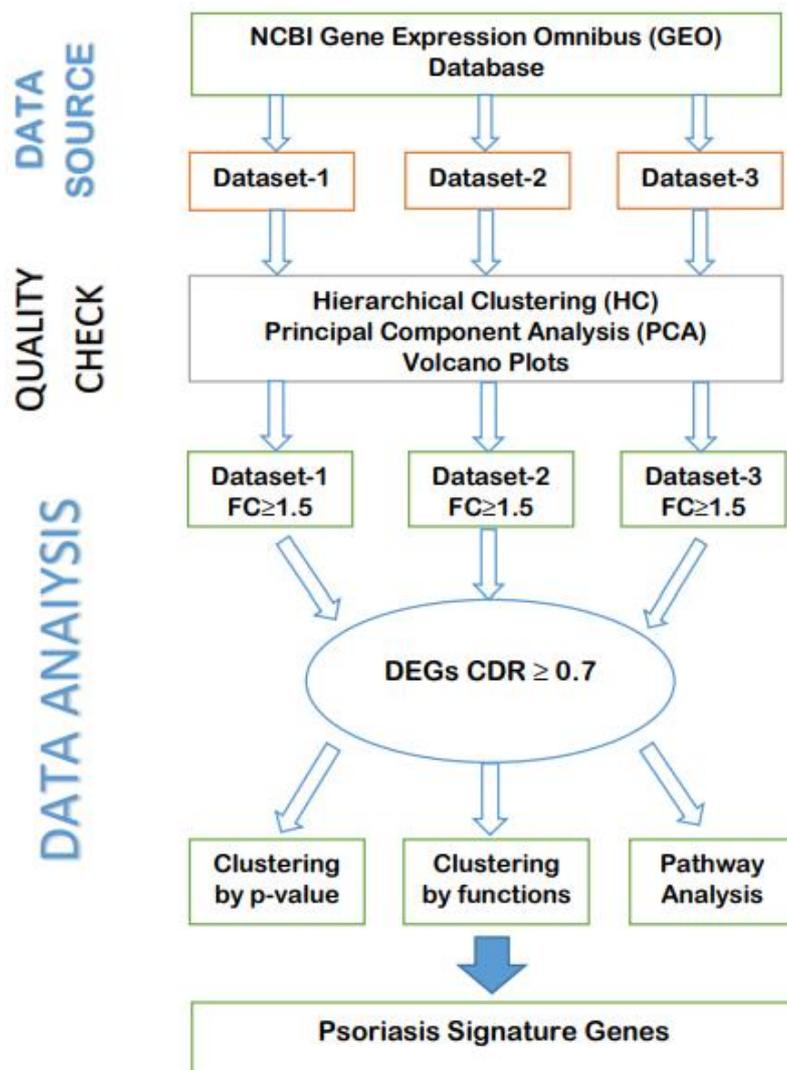 DATA
SOURCE
NCBI Gene Expression Omnibus (GEO)
Database
Dataset-1
Dataset-2
Dataset-3
QUALITY
CHECK
Hierarchical Clustering (HC)
Principal Component Analysis (PCA)
Volcano Plots
DATA ANAlYSIS
Dataset-1
FC≥1.5
Dataset-2
FC≥1.5
Dataset-3
FC≥1.5
DEGs CDR ≥ 0.7
Clustering
by p-value
Clustering
by functions
Pathway
Analysis
Psoriasis Signature Genes